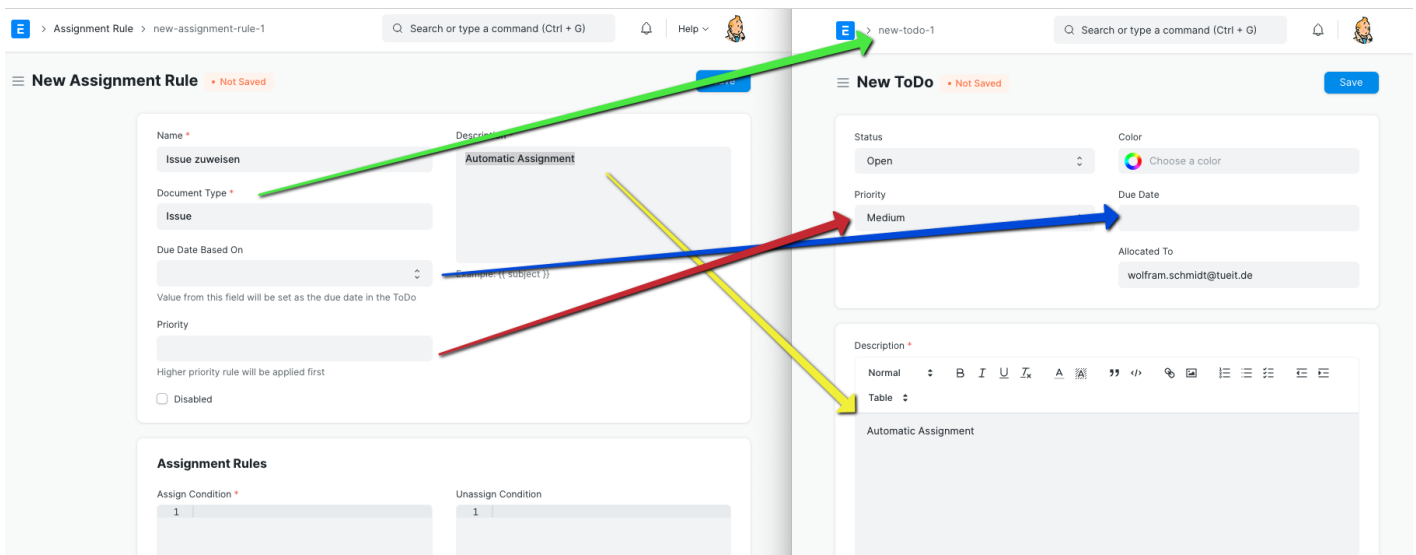 E > Assignment Rule > new-assignment-rule-1
Search or type a command (Ctrl + G)
Help
New Assignment Rule • Not Saved
Name *
Issue zuweisen
Document Type *
Issue
Due Date Based On
Value from this field will be set as the due date in the ToDo
Priority
Higher priority rule will be applied first
Disabled
Description
Automatic Assignment
Example: {{ subject }}
Assignment Rules
Assign Condition *
1
Unassign Condition
1
E > new-todo-1
Search or type a command (Ctrl + G)
New ToDo • Not Saved
Save
Status
Open
Priority
Medium
Color
Choose a color
Due Date
Allocated To
wolfram.schmidt@tueit.de
Description *
Normal B I U Tx A A
Table
Automatic Assignment